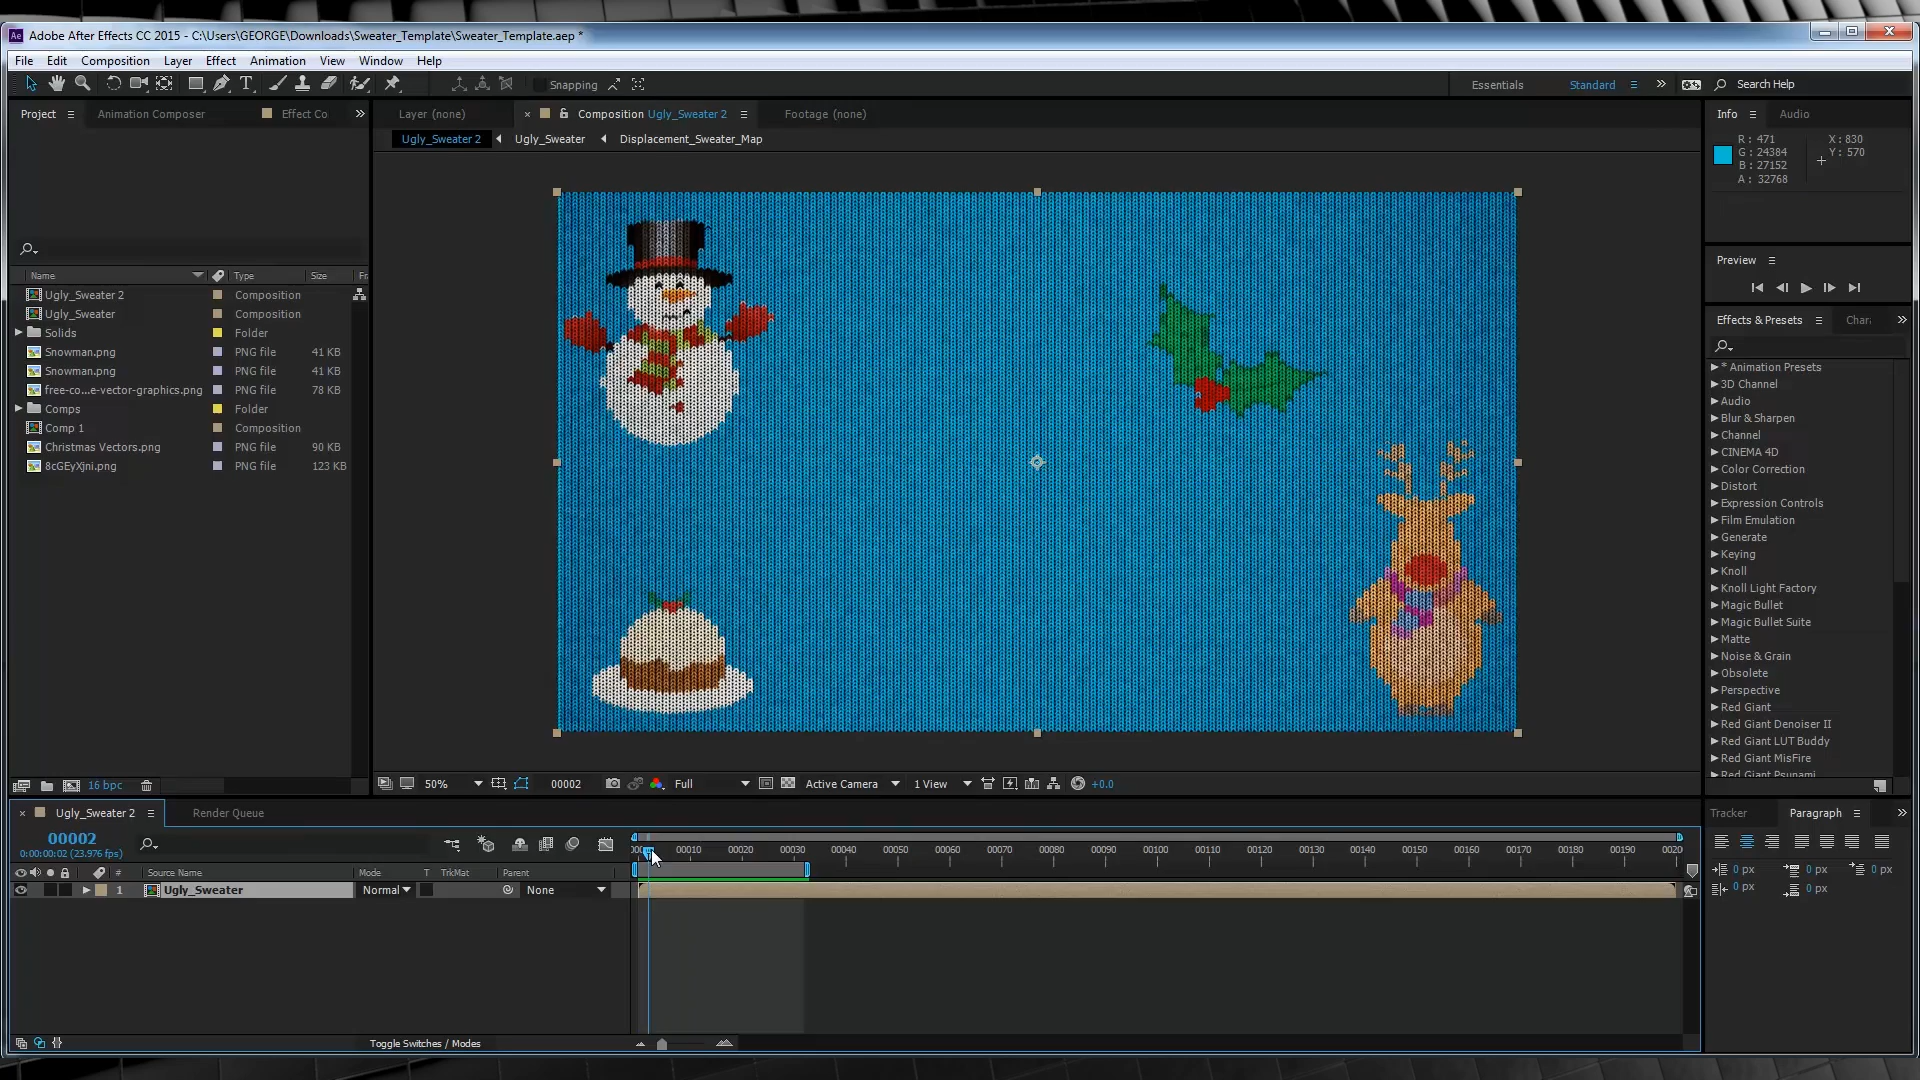 Adobe After Effects CC 2015 - C:\Users\GEORGE\Downloads\Sweater_Template\Sweater_Template.aep *
File Edit Composition Layer Effect Animation View Window Help
Snapping
Essentials Standard Search Help
Project Animation Composer Effect Co
Layer (none) Composition Ugly_Sweater 2 Footage (none)
Info Audio
Ugly_Sweater 2 Ugly_Sweater Displacement_Sweater_Map
R : 471
G : 24384
B : 27152
A : 32768
X : 830
Y : 570
Preview
Name Type Size Fr
Ugly_Sweater 2 Composition
Ugly_Sweater Composition
Solids Folder
Snowman.png PNG file 41 KB
Snowman.png PNG file 41 KB
free-co...e-vector-graphics.png PNG file 78 KB
Comps Folder
Comp 1 Composition
Christmas Vectors.png PNG file 90 KB
8cGEyXjni.png PNG file 123 KB
16 bpc
Effects & Presets Chara
* Animation Presets
3D Channel
Audio
Blur & Sharpen
Channel
CINEMA 4D
Color Correction
Distort
Expression Controls
Film Emulation
Generate
Keying
Knoll
Knoll Light Factory
Magic Bullet
Magic Bullet Suite
Matte
Noise & Grain
Obsolete
Perspective
Red Giant
Red Giant Denoiser II
Red Giant LUT Buddy
Red Giant MisFire
Red Giant Psunami
50% 00002 Full Active Camera 1 View +0.0
Ugly_Sweater 2 Render Queue
Tracker Paragraph
00002
0:00:00:02 (23.976 fps)
00010 00020 00030 00040 00050 00060 00070 00080 00090 00100 00110 00120 00130 00140 00150 00160 00170 00180 00190 0020
# Source Name Mode T TrkMat Parent
1 Ugly_Sweater Normal None
0 px 0 px 0 px
0 px 0 px
Toggle Switches / Modes